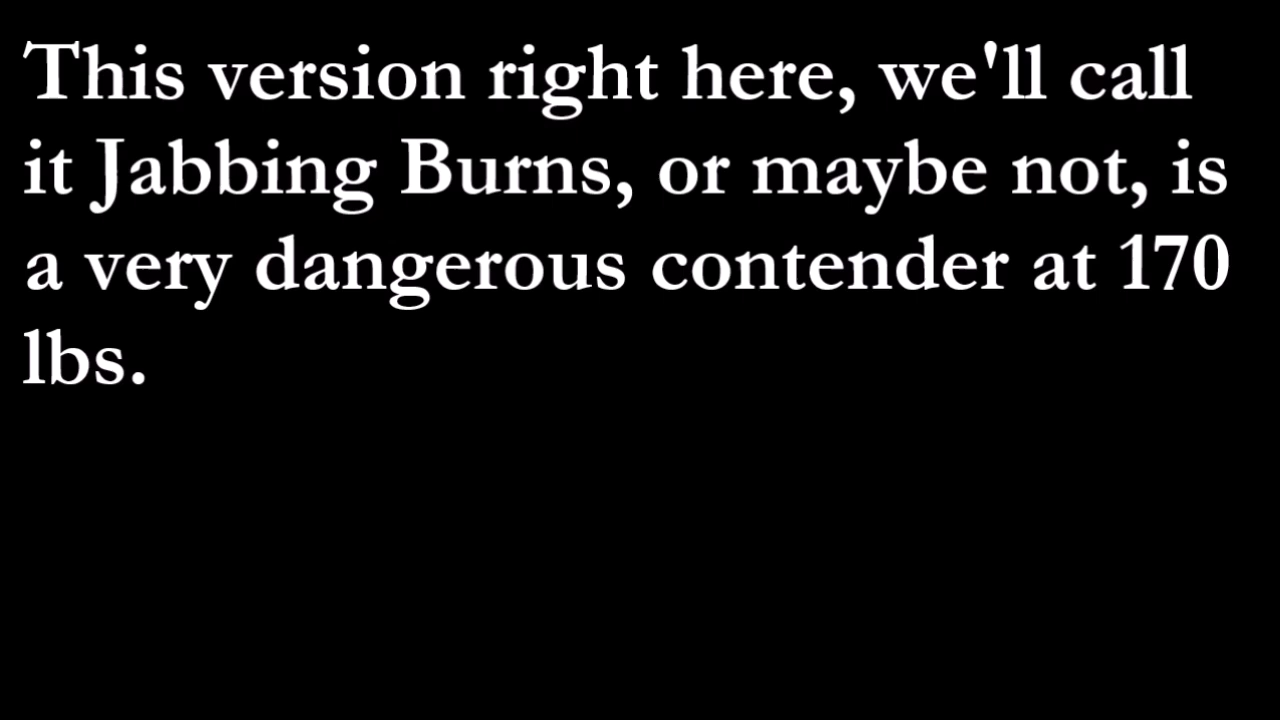 This version right here, we'll call
it Jabbing Burns, or maybe not, is
a very dangerous contender at 170
lbs.